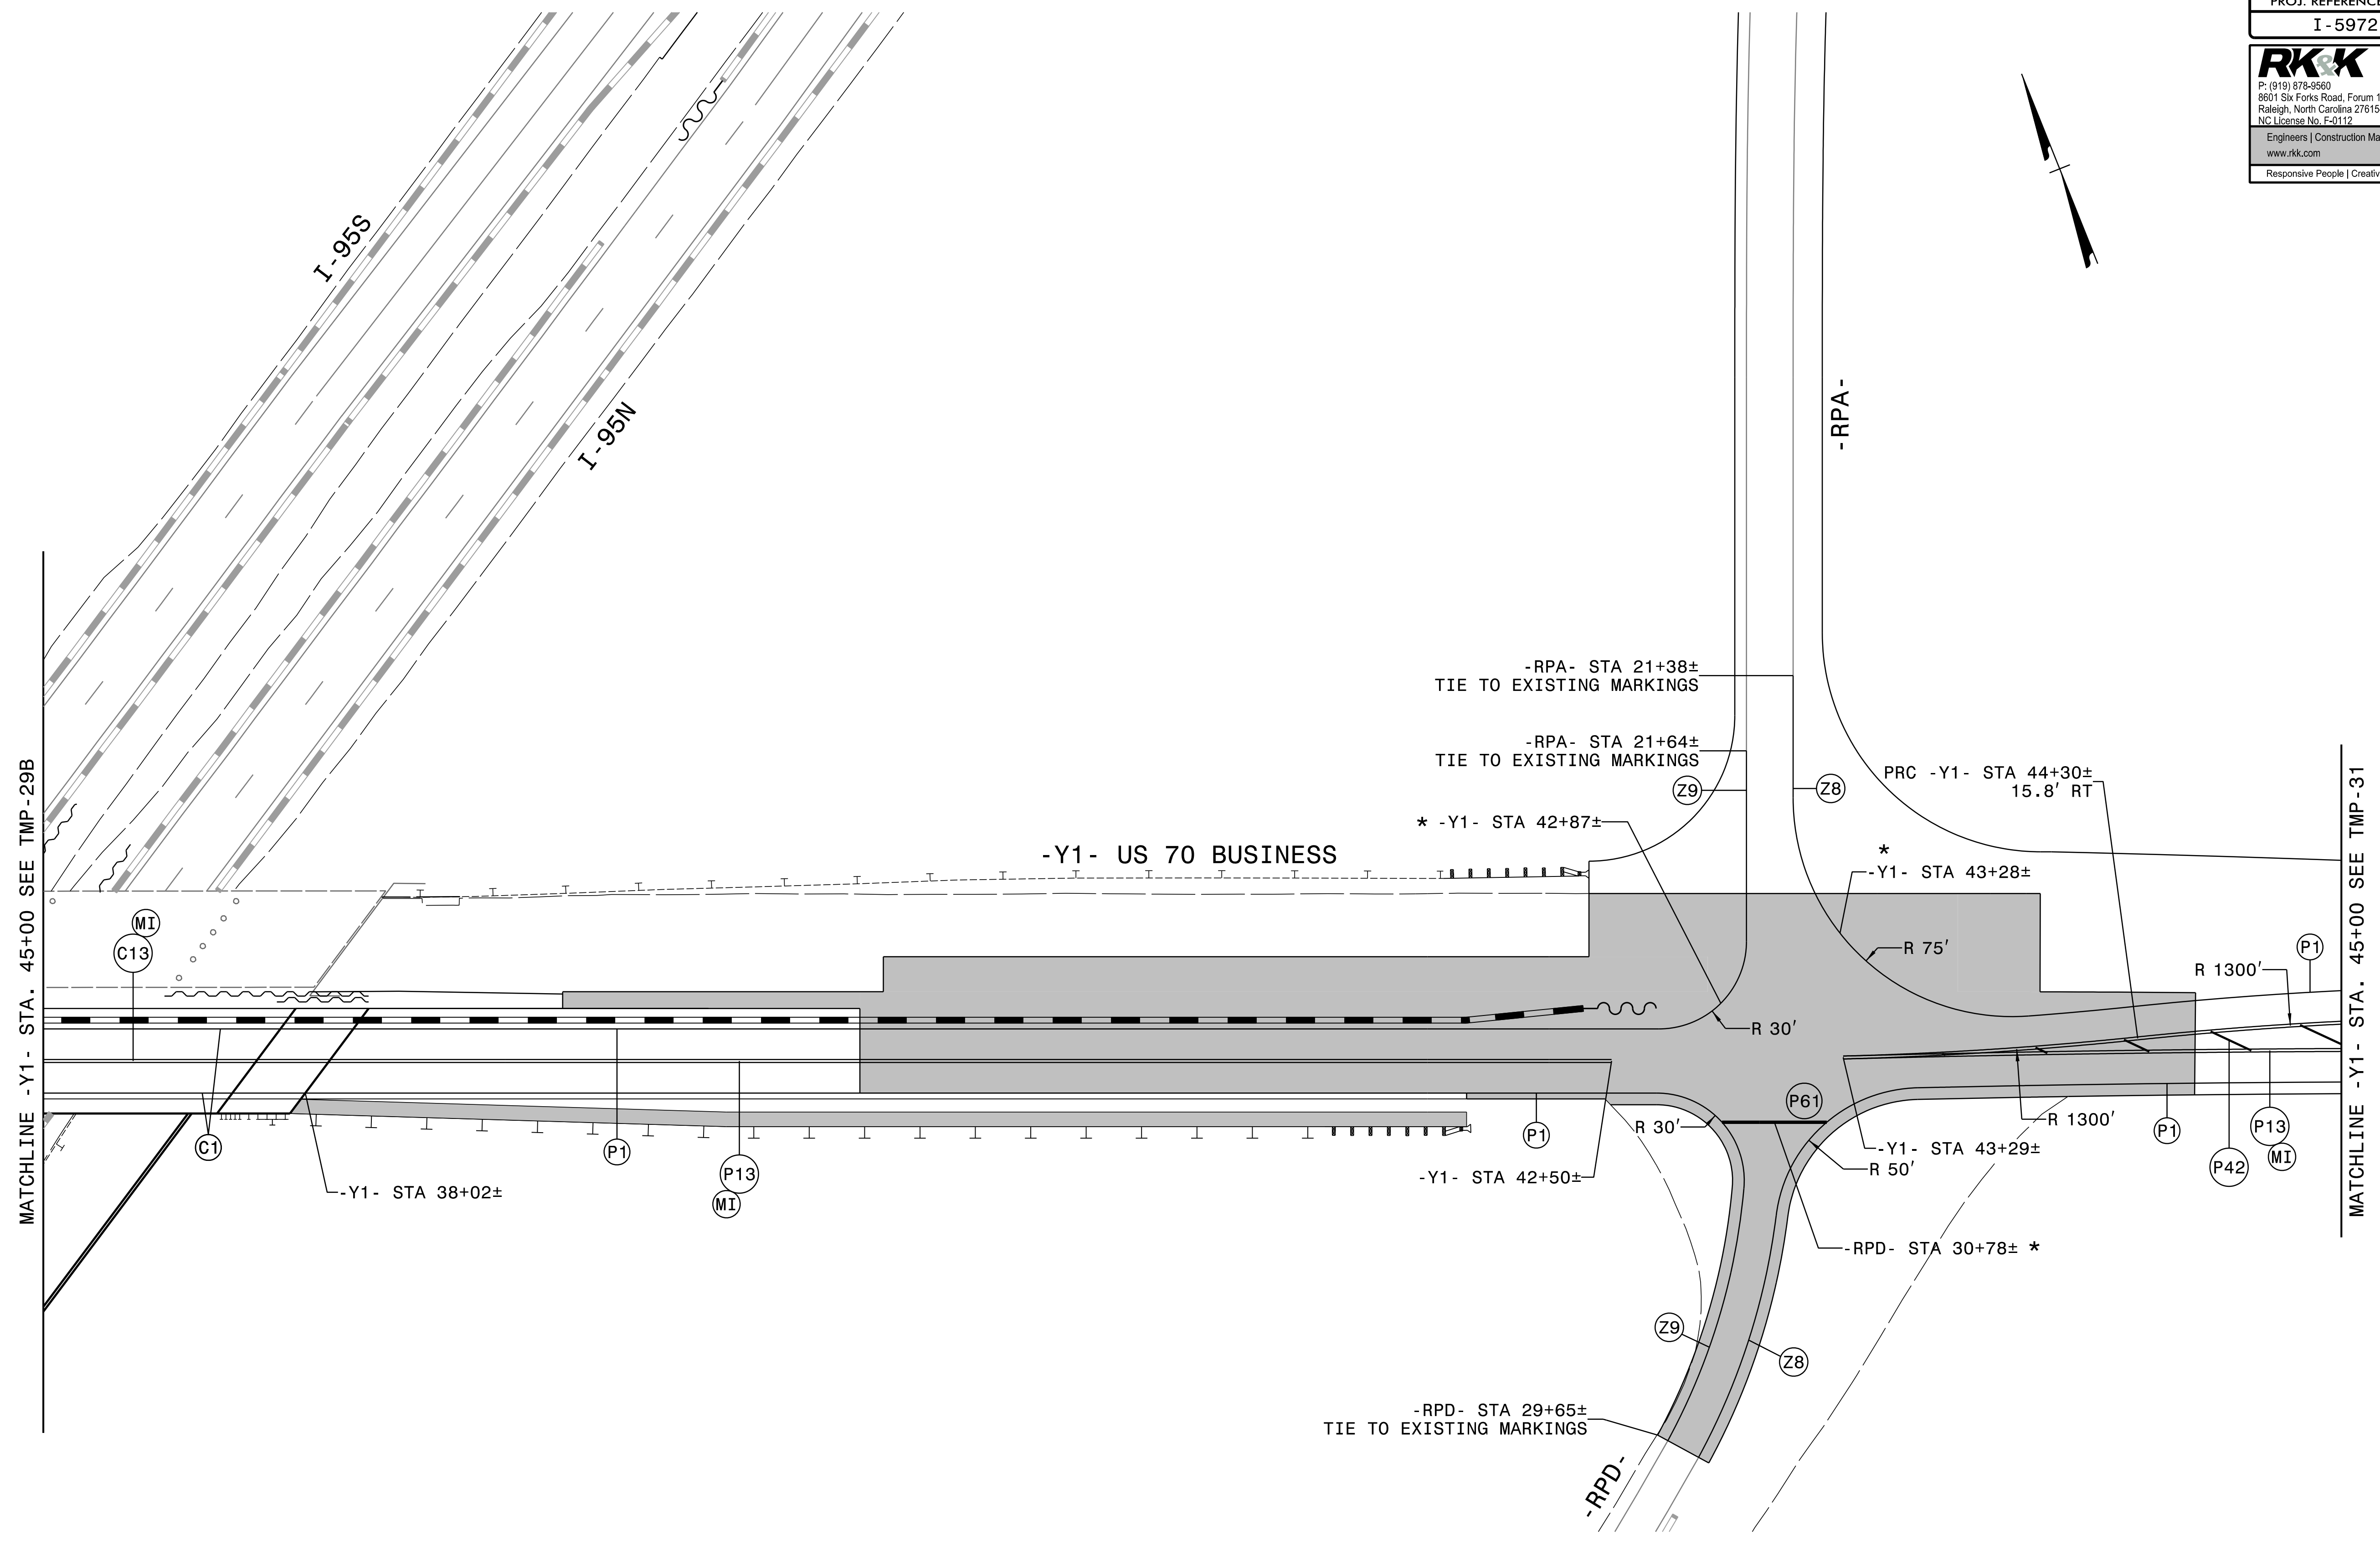 PROJ. REFERENCE
I-5972
RK&K
P: (919) 878-9560
8601 Six Forks Road, Forum 1
Raleigh, North Carolina 27615
NC License No. F-0112
Engineers | Construction Ma
www.rkk.com
Responsive People | Creativ
I-95S
I-95N
-RPA-
-RPA- STA 21+38±
TIE TO EXISTING MARKINGS
-RPA- STA 21+64±
TIE TO EXISTING MARKINGS
Z9
Z8
PRC -Y1- STA 44+30±
15.8' RT
* -Y1- STA 42+87±
*
-Y1- STA 43+28±
-Y1- US 70 BUSINESS
MATCHLINE -Y1- STA. 45+00 SEE TMP-29B
MATCHLINE -Y1- STA. 45+00 SEE TMP-31
MI
C13
R 75'
P1
R 1300'
R 30'
P61
R 30'
R 1300'
C1
P1
P13
MI
P1
-Y1- STA 38+02±
-Y1- STA 42+50±
-Y1- STA 43+29±
R 50'
P1
P42
P13
MI
-RPD- STA 30+78± *
Z9
Z8
-RPD- STA 29+65±
TIE TO EXISTING MARKINGS
-RPD-